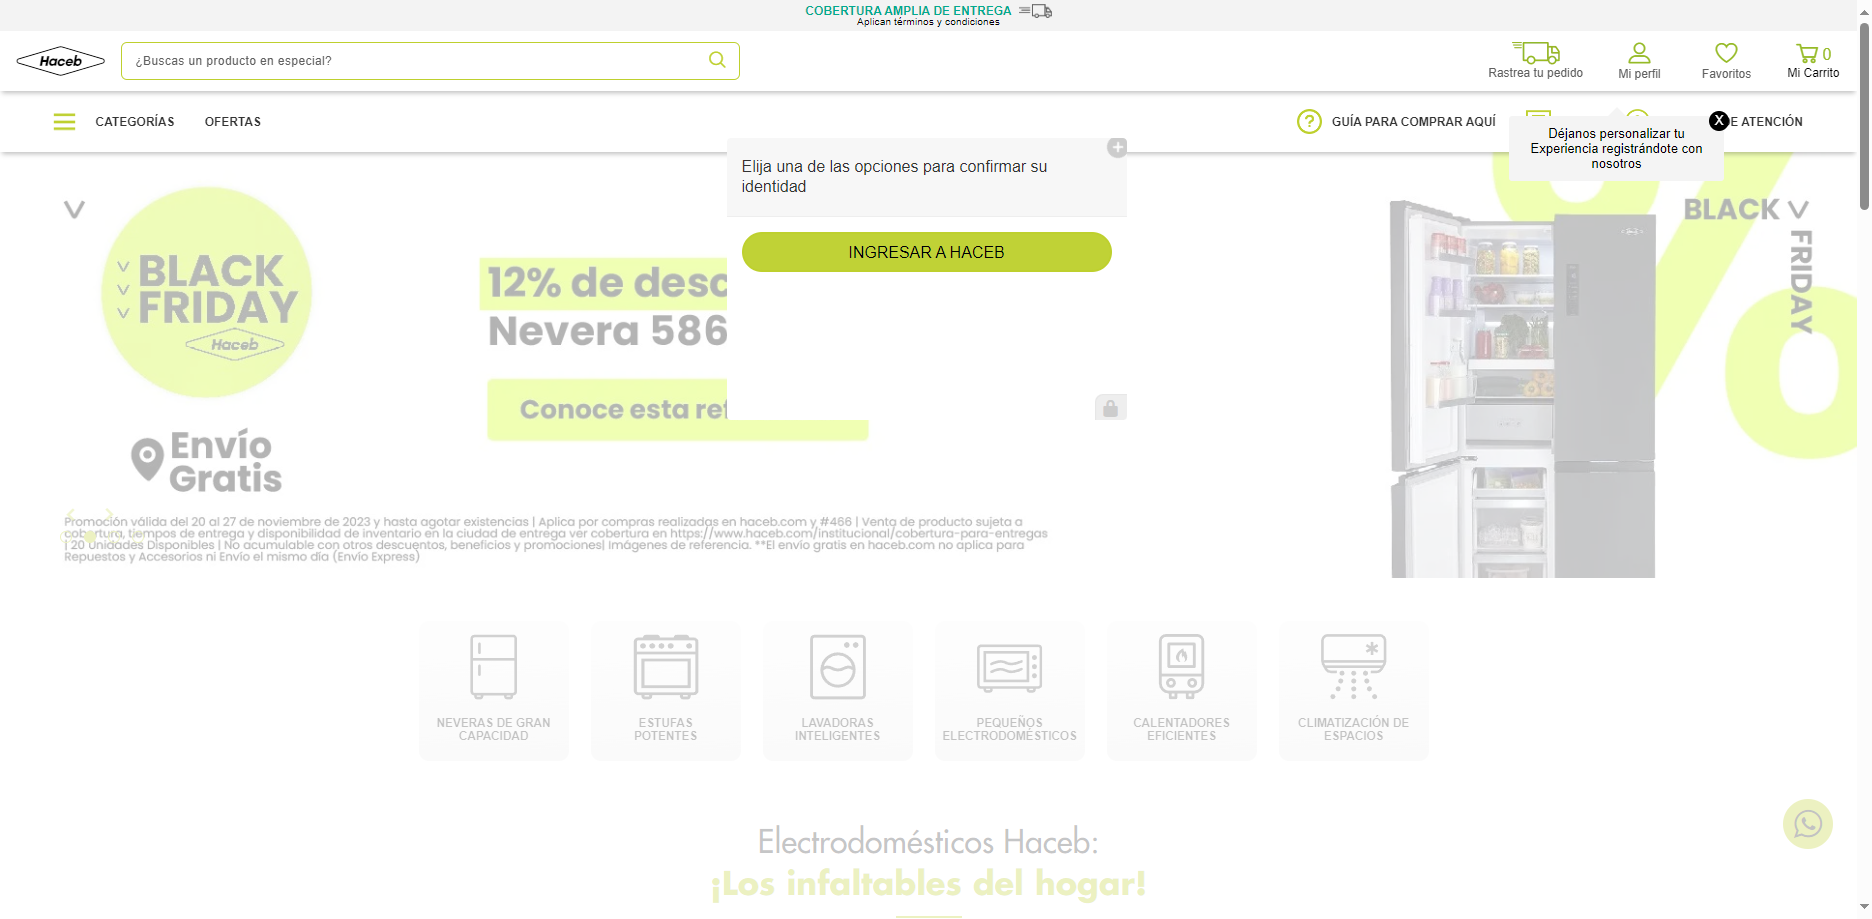 COBERTURA AMPLIA DE ENTREGA
Aplican términos y condiciones
Haceb
¿Buscas un producto en especial?
Rastrea tu pedido
Mi perfil
Favoritos
0
Mi Carrito
CATEGORÍAS
OFERTAS
GUÍA PARA COMPRAR AQUÍ
X
E ATENCIÓN
Déjanos personalizar tu
Experiencia registrándote con
nosotros
Elija una de las opciones para confirmar su
identidad
INGRESAR A HACEB
BLACK
FRIDAY
Haceb
Envío
Gratis
12% de desc
Nevera 586
Conoce esta ref
BLACK
FRIDAY
Promoción válida del 20 al 27 de noviembre de 2023 y hasta agotar existencias | Aplica por compras realizadas en haceb.com y #466 | Venta de producto sujeta a
cobertura, tiempos de entrega y disponibilidad de inventario en la ciudad de entrega ver cobertura en https://www.haceb.com/institucional/cobertura-para-entregas
| 20 Unidades Disponibles | No acumulable con otros descuentos, beneficios y promociones| Imágenes de referencia. **El envío gratis en haceb.com no aplica para
Repuestos y Accesorios ni Envío el mismo día (Envío Express)
NEVERAS DE GRAN
CAPACIDAD
ESTUFAS
POTENTES
LAVADORAS
INTELIGENTES
PEQUEÑOS
ELECTRODOMÉSTICOS
CALENTADORES
EFICIENTES
CLIMATIZACIÓN DE
ESPACIOS
Electrodomésticos Haceb:
¡Los infaltables del hogar!